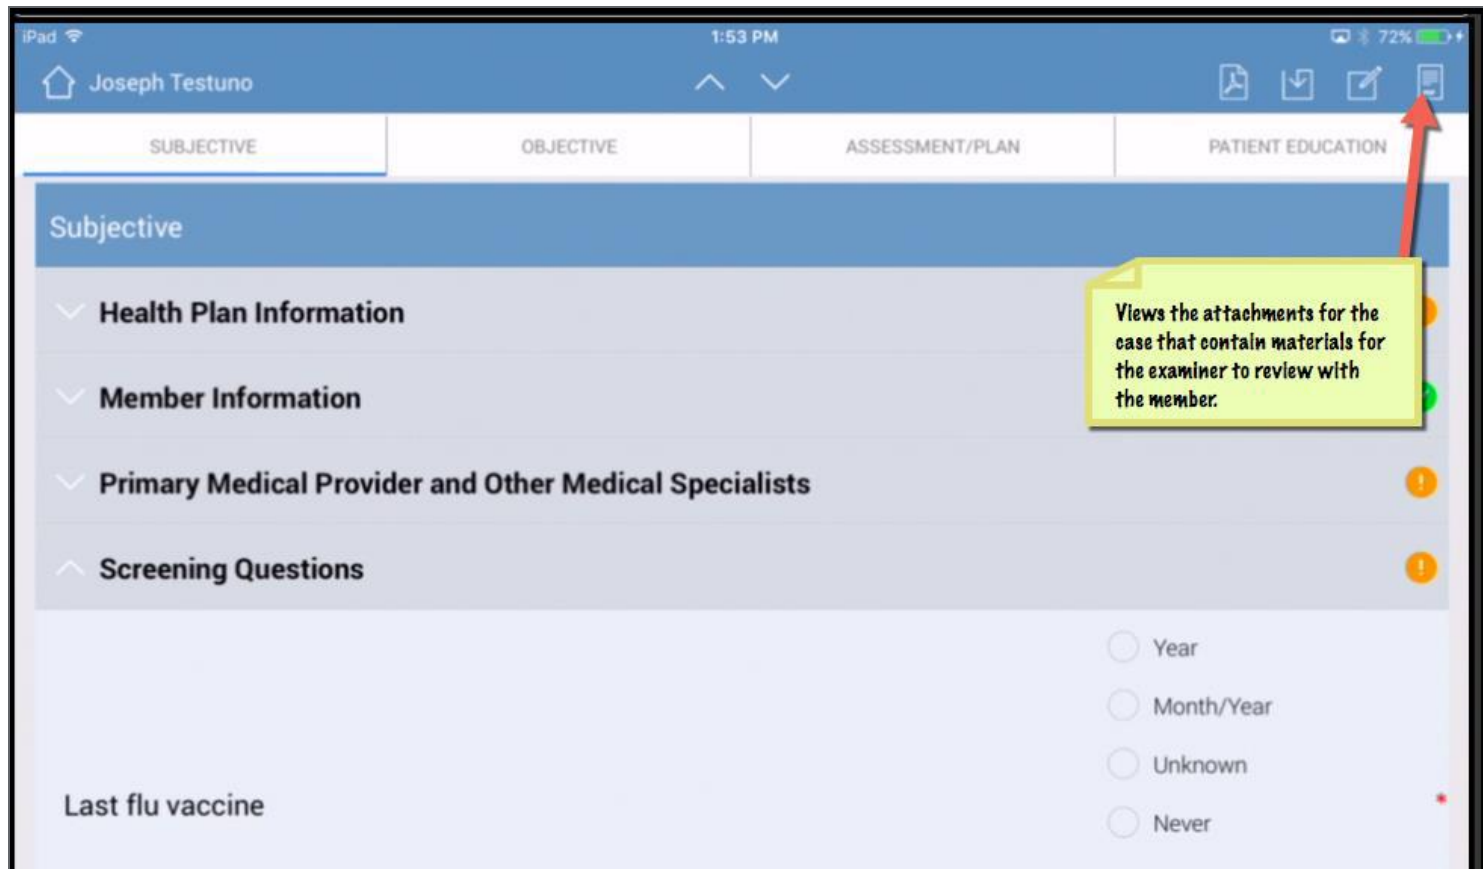 iPad
1:53 PM
72%
Joseph Testuno
SUBJECTIVE
OBJECTIVE
ASSESSMENT/PLAN
PATIENT EDUCATION
Subjective
Health Plan Information
Views the attachments for the
case that contain materials for
the examiner to review with
the member.
Member Information
Primary Medical Provider and Other Medical Specialists
!
Screening Questions
!
Year
Month/Year
Unknown
Last flu vaccine
*
Never